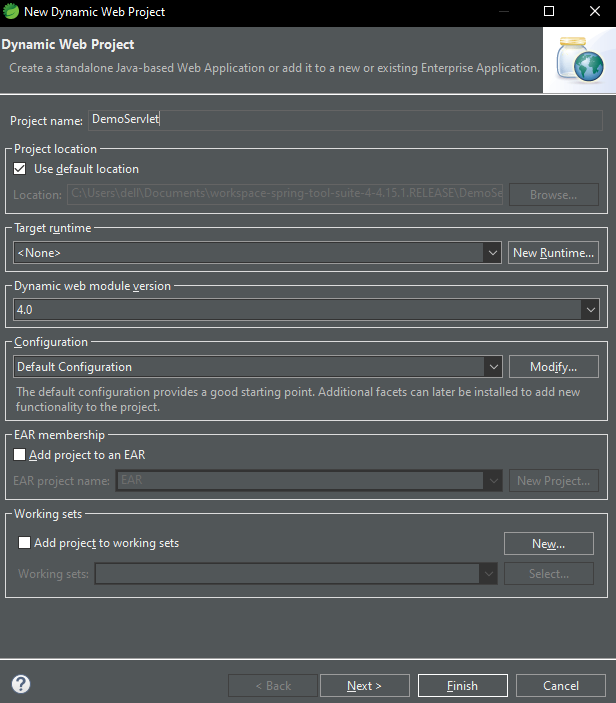 New Dynamic Web Project
Dynamic Web Project
Create a standalone Java-based Web Application or add it to a new or existing Enterprise Application.
Project name: DemoServlet
Project location
Use default location
Location: C:\Users\dell\Documents\workspace-spring-tool-suite-4-4.15.1.RELEASE\DemoSe Browse...
Target runtime
<None> New Runtime...
Dynamic web module version
4.0
Configuration
Default Configuration Modify...
The default configuration provides a good starting point. Additional facets can later be installed to add new
functionality to the project.
EAR membership
Add project to an EAR
EAR project name: EAR New Project...
Working sets
Add project to working sets New...
Working sets: Select...
? < Back Next > Finish Cancel